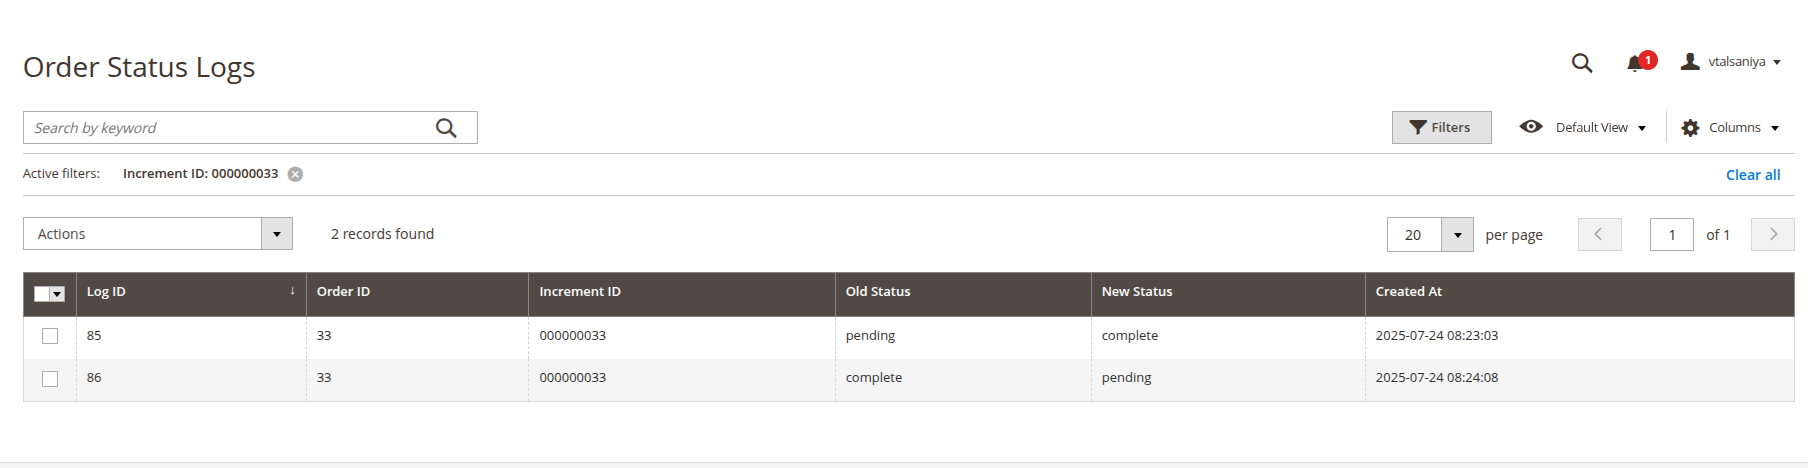 Order Status Logs
1
vtalsaniya
Search by keyword
Filters
Default View
Columns
Active filters: Increment ID: 000000033
Clear all
Actions
2 records found
20 per page
1 of 1
Log ID ↓ Order ID Increment ID Old Status New Status Created At
85 33 000000033 pending complete 2025-07-24 08:23:03
86 33 000000033 complete pending 2025-07-24 08:24:08